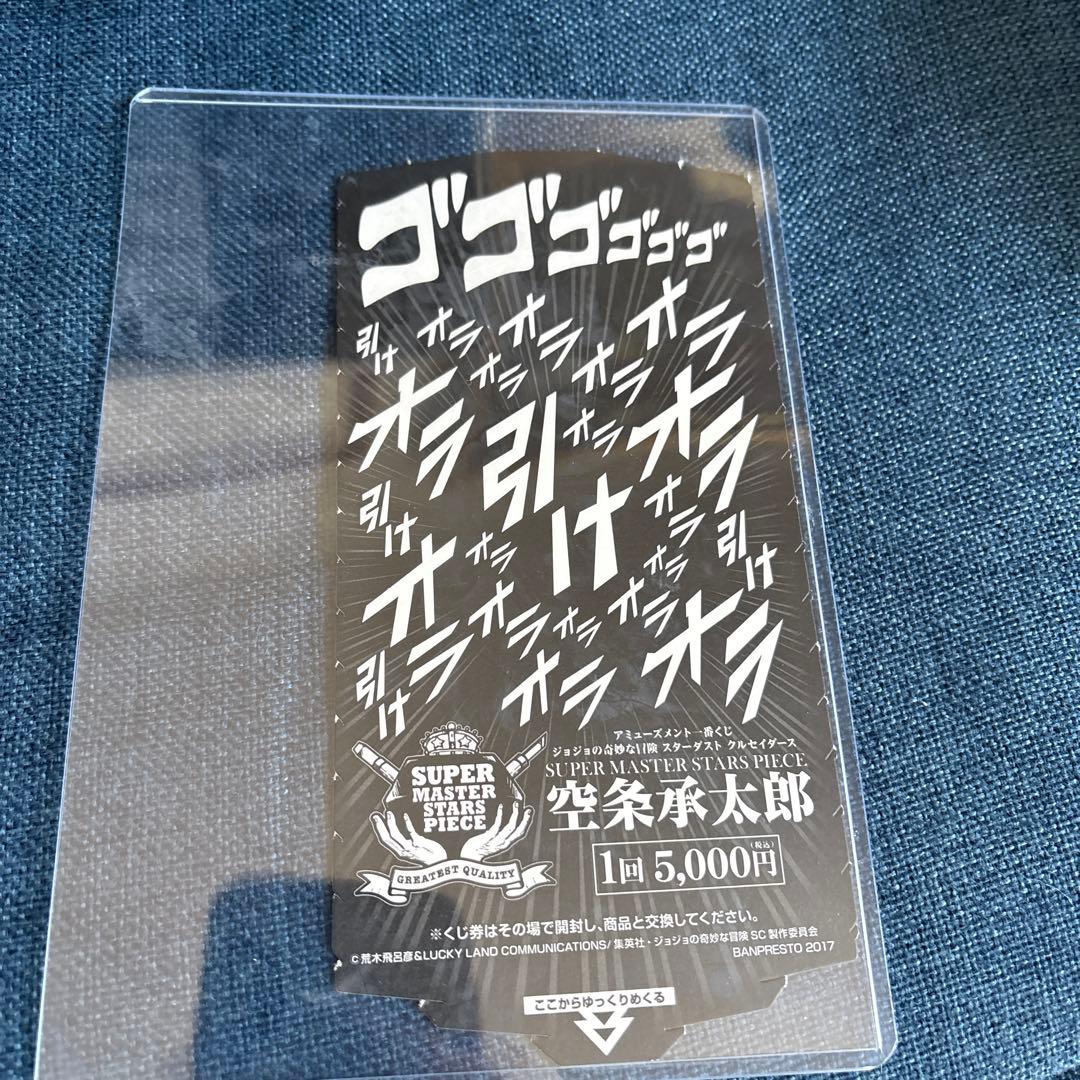 ゴゴゴゴゴゴ
オラ
オラ
オラ
引け
オラ
オラ
オラ
オラ
オラ
引け
オラ
引け
オラ
オラ
引け
オラ
オラ
オラ
オラ
オラ
オラ
引け
オラ
SUPER
MASTER
STARS
PIECE
GREATEST QUALITY
アミューズメント一番くじ
ジョジョの奇妙な冒険 スターダスト クルセイダース
SUPER MASTER STARS PIECE
空条承太郎
1回 5,000円(税込)
※くじ券はその場で開封し、商品と交換してください。
©荒木飛呂彦&LUCKY LAND COMMUNICATIONS/集英社・ジョジョの奇妙な冒険SC製作委員会
BANPRESTO 2017
ここからゆっくりめくる